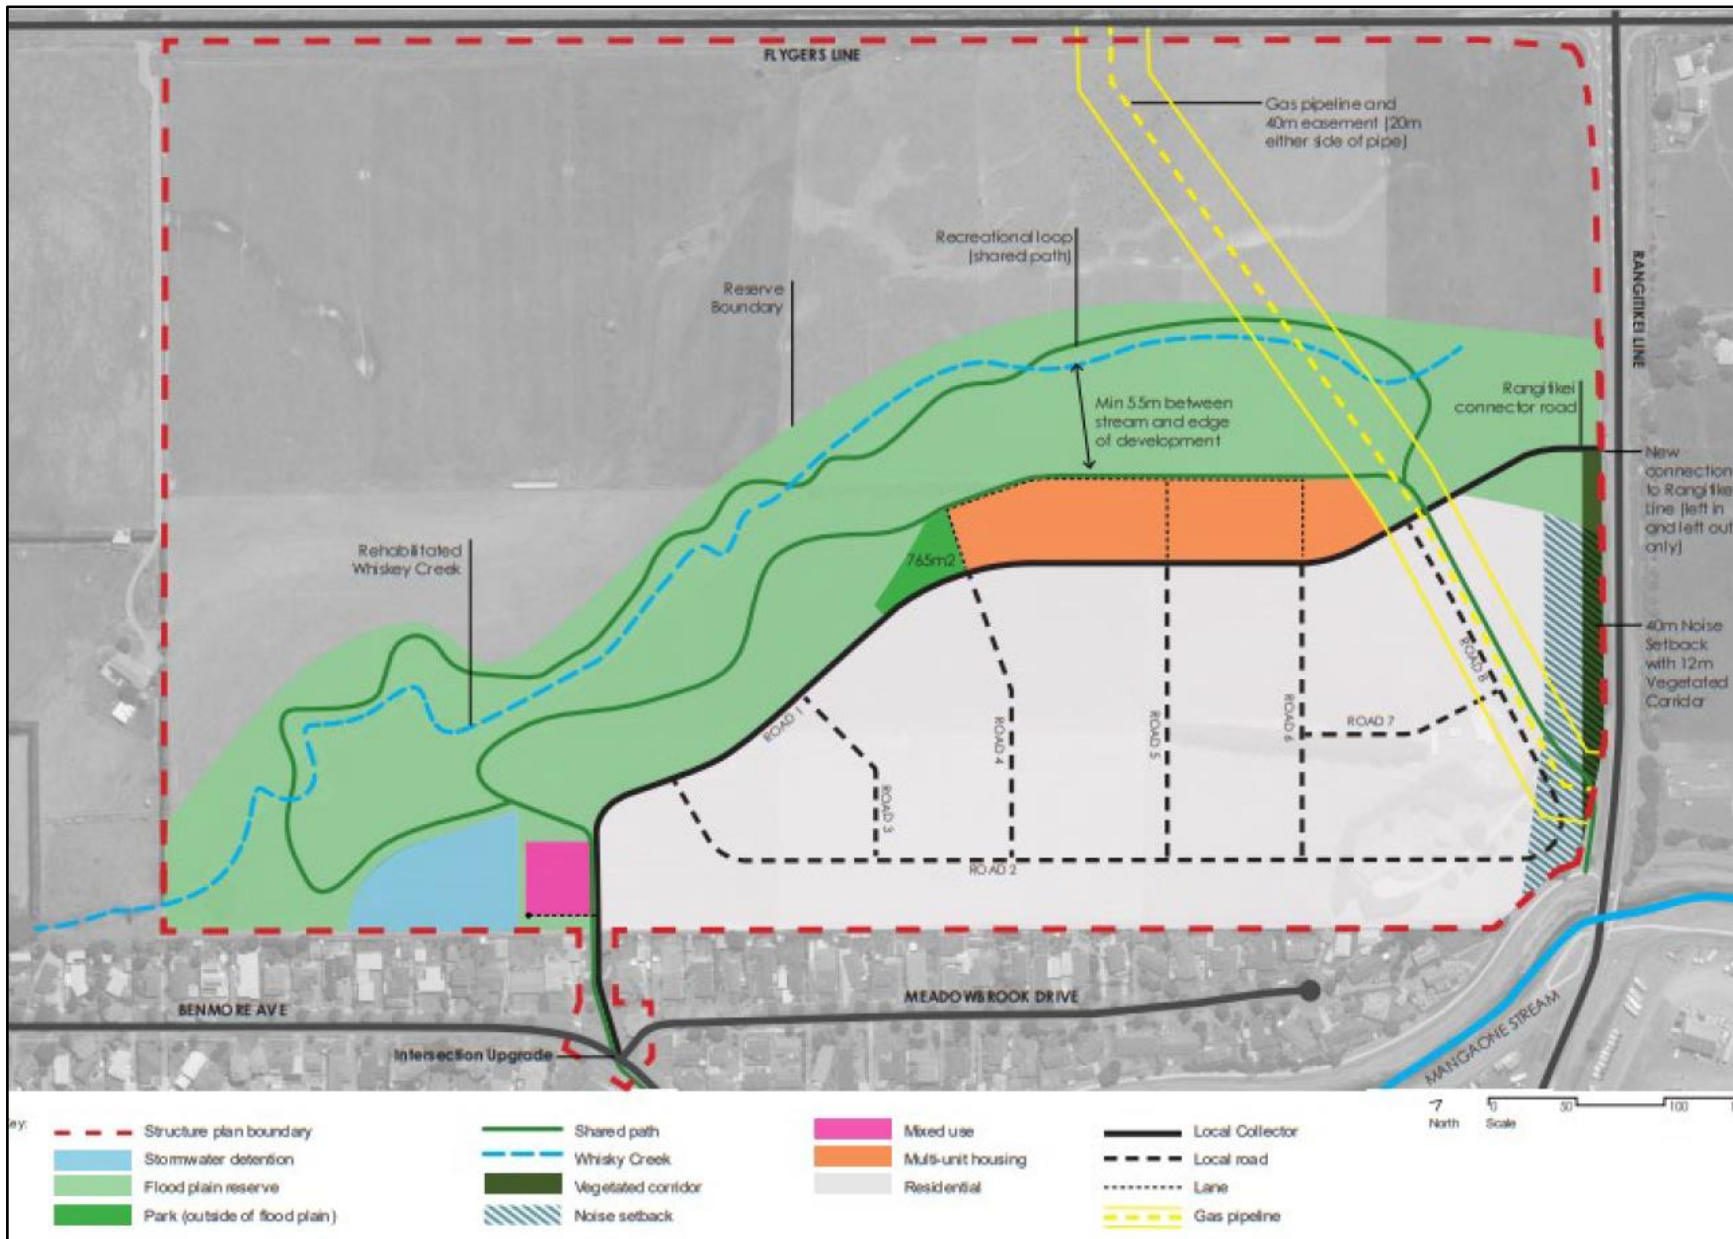 FLYGERS LINE
Gas pipeline and
40m easement (20m
either side of pipe)
Recreational loop
(shared path)
Reserve
Boundary
RANGITIKEI LINE
Rangitikei
connector road
Min 55m between
stream and edge
of development
New
connection
to Rangitike
Line (left in
and left out
only)
765m2
Rehabilitated
Whiskey Creek
40m Noise
Setback
with 12m
Vegetated
Corridor
ROAD 8
ROAD 1
ROAD 4
ROAD 5
ROAD 6
ROAD 7
ROAD 3
ROAD 2
BENMORE AVE
MEADOWBROOK DRIVE
MANGAONE STREAM
Intersection Upgrade
ey:
Structure plan boundary
Stormwater detention
Flood plain reserve
Park (outside of flood plain)
Shared path
Whisky Creek
Vegetated corridor
Noise setback
Mixed use
Multi-unit housing
Residential
Local Collector
Local road
Lane
Gas pipeline
North
Scale
0 50 100